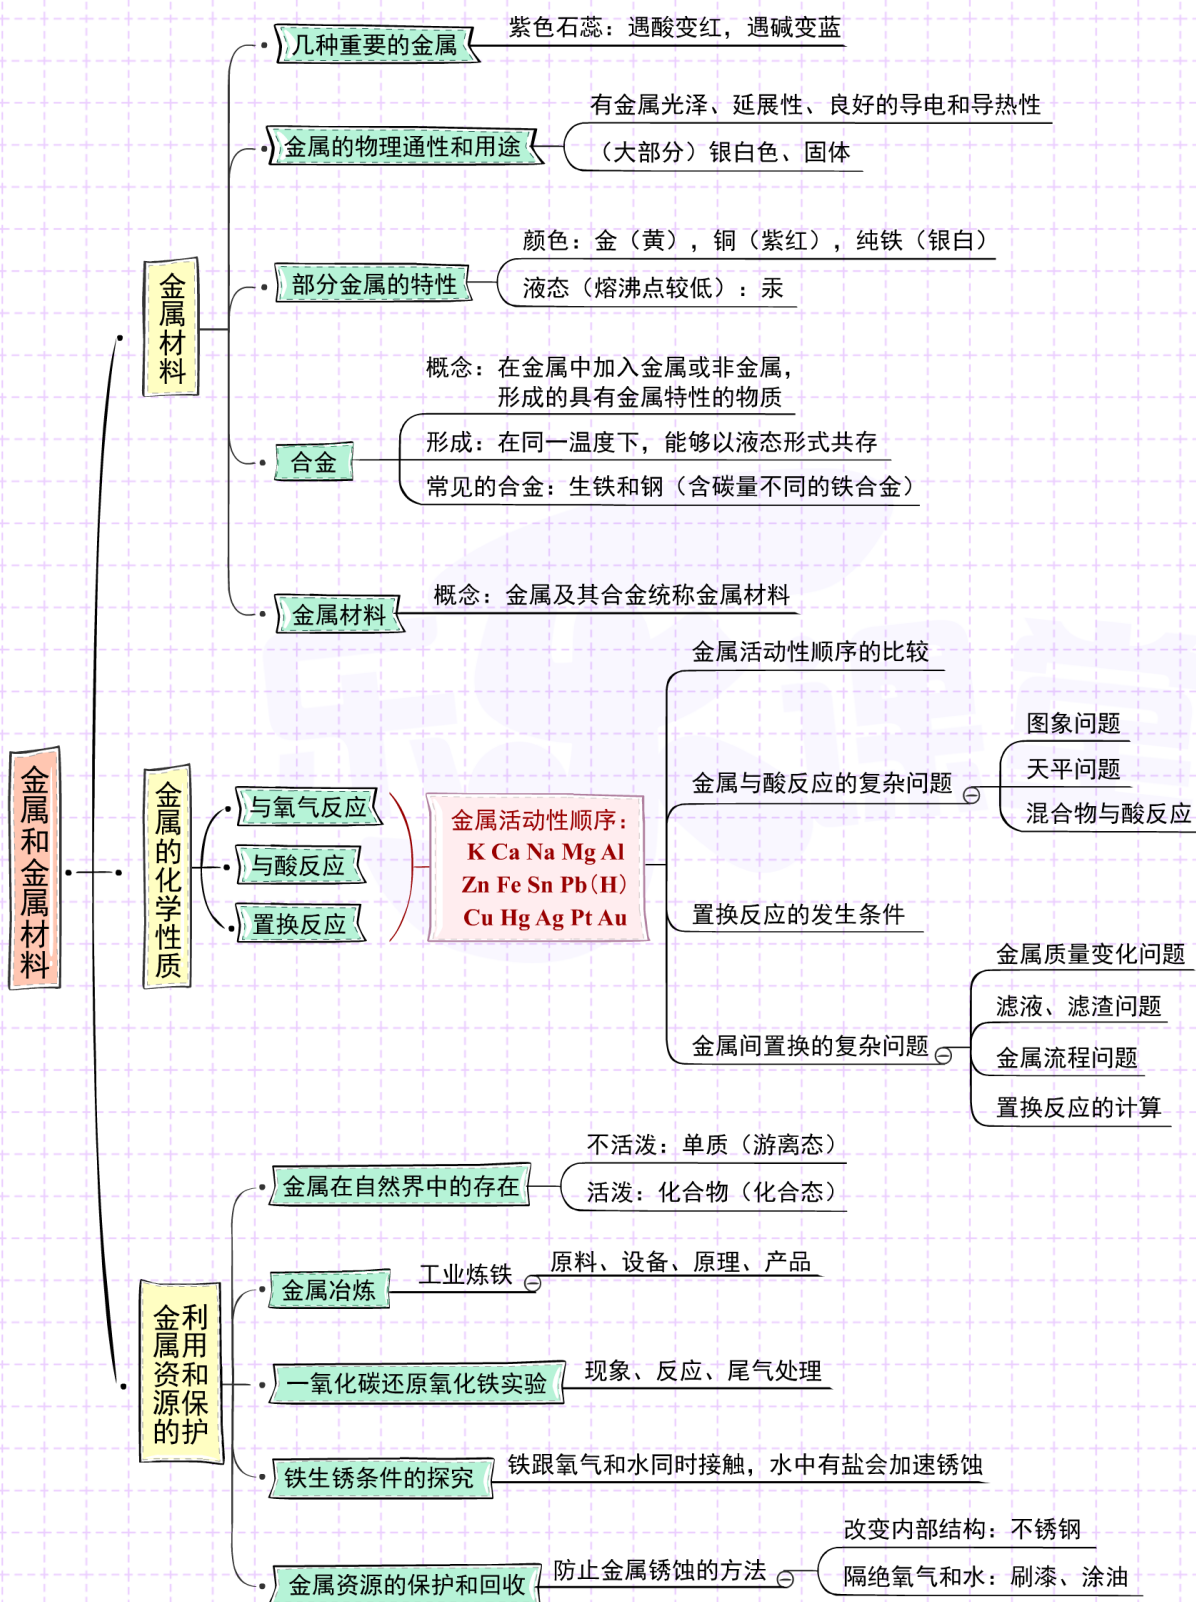 几种重要的金属
紫色石蕊：遇酸变红，遇碱变蓝
金属的物理通性和用途
有金属光泽、延展性、良好的导电和导热性
（大部分）银白色、固体
部分金属的特性
颜色：金（黄），铜（紫红），纯铁（银白）
液态（熔沸点较低）：汞
金属材料
合金
概念：在金属中加入金属或非金属，
形成的具有金属特性的物质
形成：在同一温度下，能够以液态形式共存
常见的合金：生铁和钢（含碳量不同的铁合金）
金属材料
概念：金属及其合金统称金属材料
金属和金属材料
金属的化学性质
与氧气反应
与酸反应
置换反应
金属活动性顺序：
K Ca Na Mg Al
Zn Fe Sn Pb（H）
Cu Hg Ag Pt Au
金属活动性顺序的比较
金属与酸反应的复杂问题
图象问题
天平问题
混合物与酸反应
置换反应的发生条件
金属间置换的复杂问题
金属质量变化问题
滤液、滤渣问题
金属流程问题
置换反应的计算
金属资源的
利用和保护
金属在自然界中的存在
不活泼：单质（游离态）
活泼：化合物（化合态）
金属冶炼
工业炼铁
原料、设备、原理、产品
一氧化碳还原氧化铁实验
现象、反应、尾气处理
铁生锈条件的探究
铁跟氧气和水同时接触，水中有盐会加速锈蚀
金属资源的保护和回收
防止金属锈蚀的方法
改变内部结构：不锈钢
隔绝氧气和水：刷漆、涂油